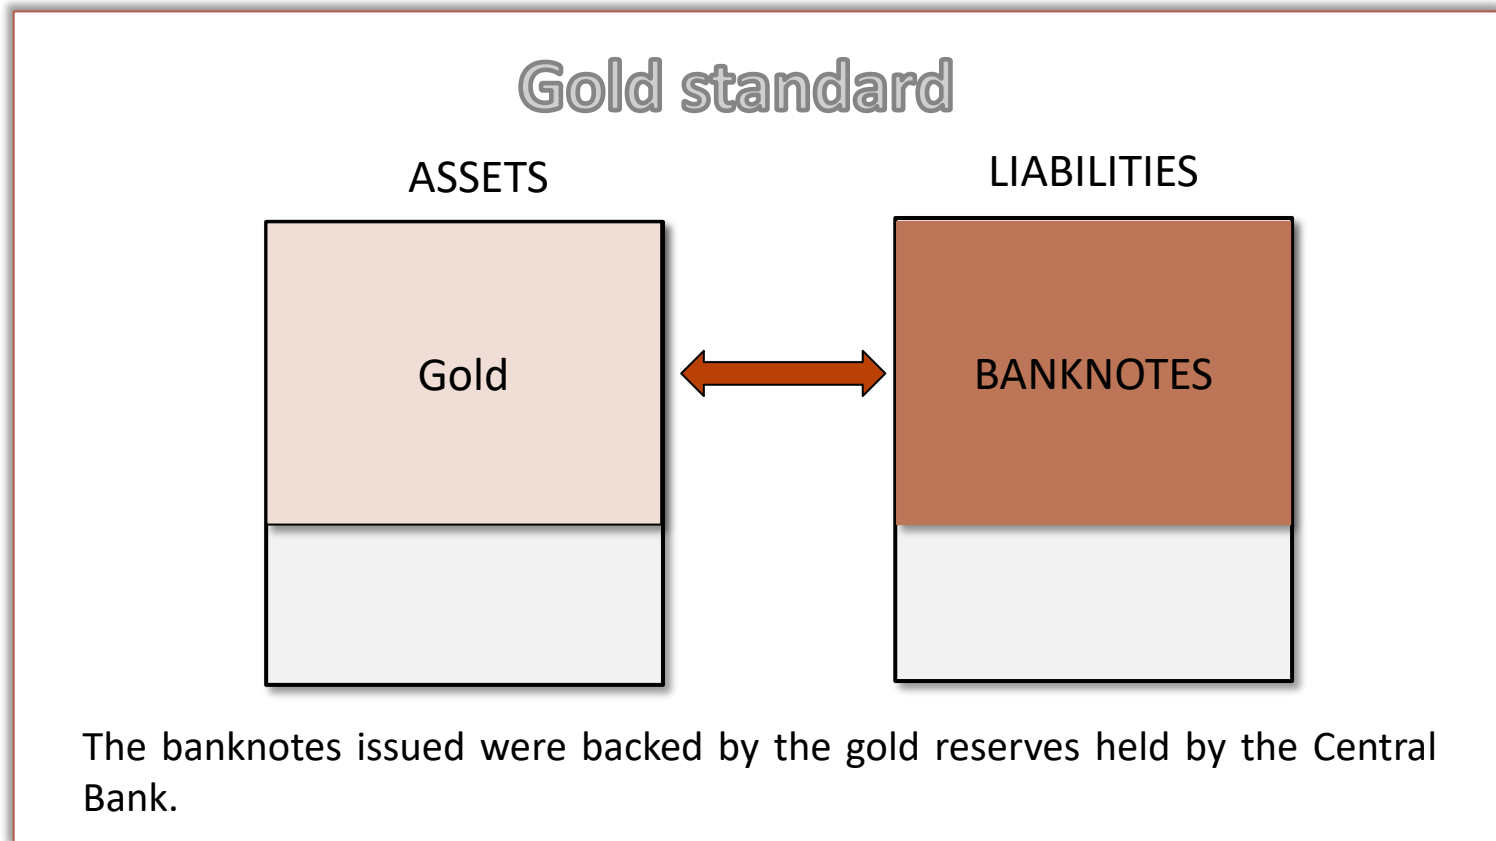 Gold standard
ASSETS
LIABILITIES
Gold
BANKNOTES
The banknotes issued were backed by the gold reserves held by the Central
Bank.